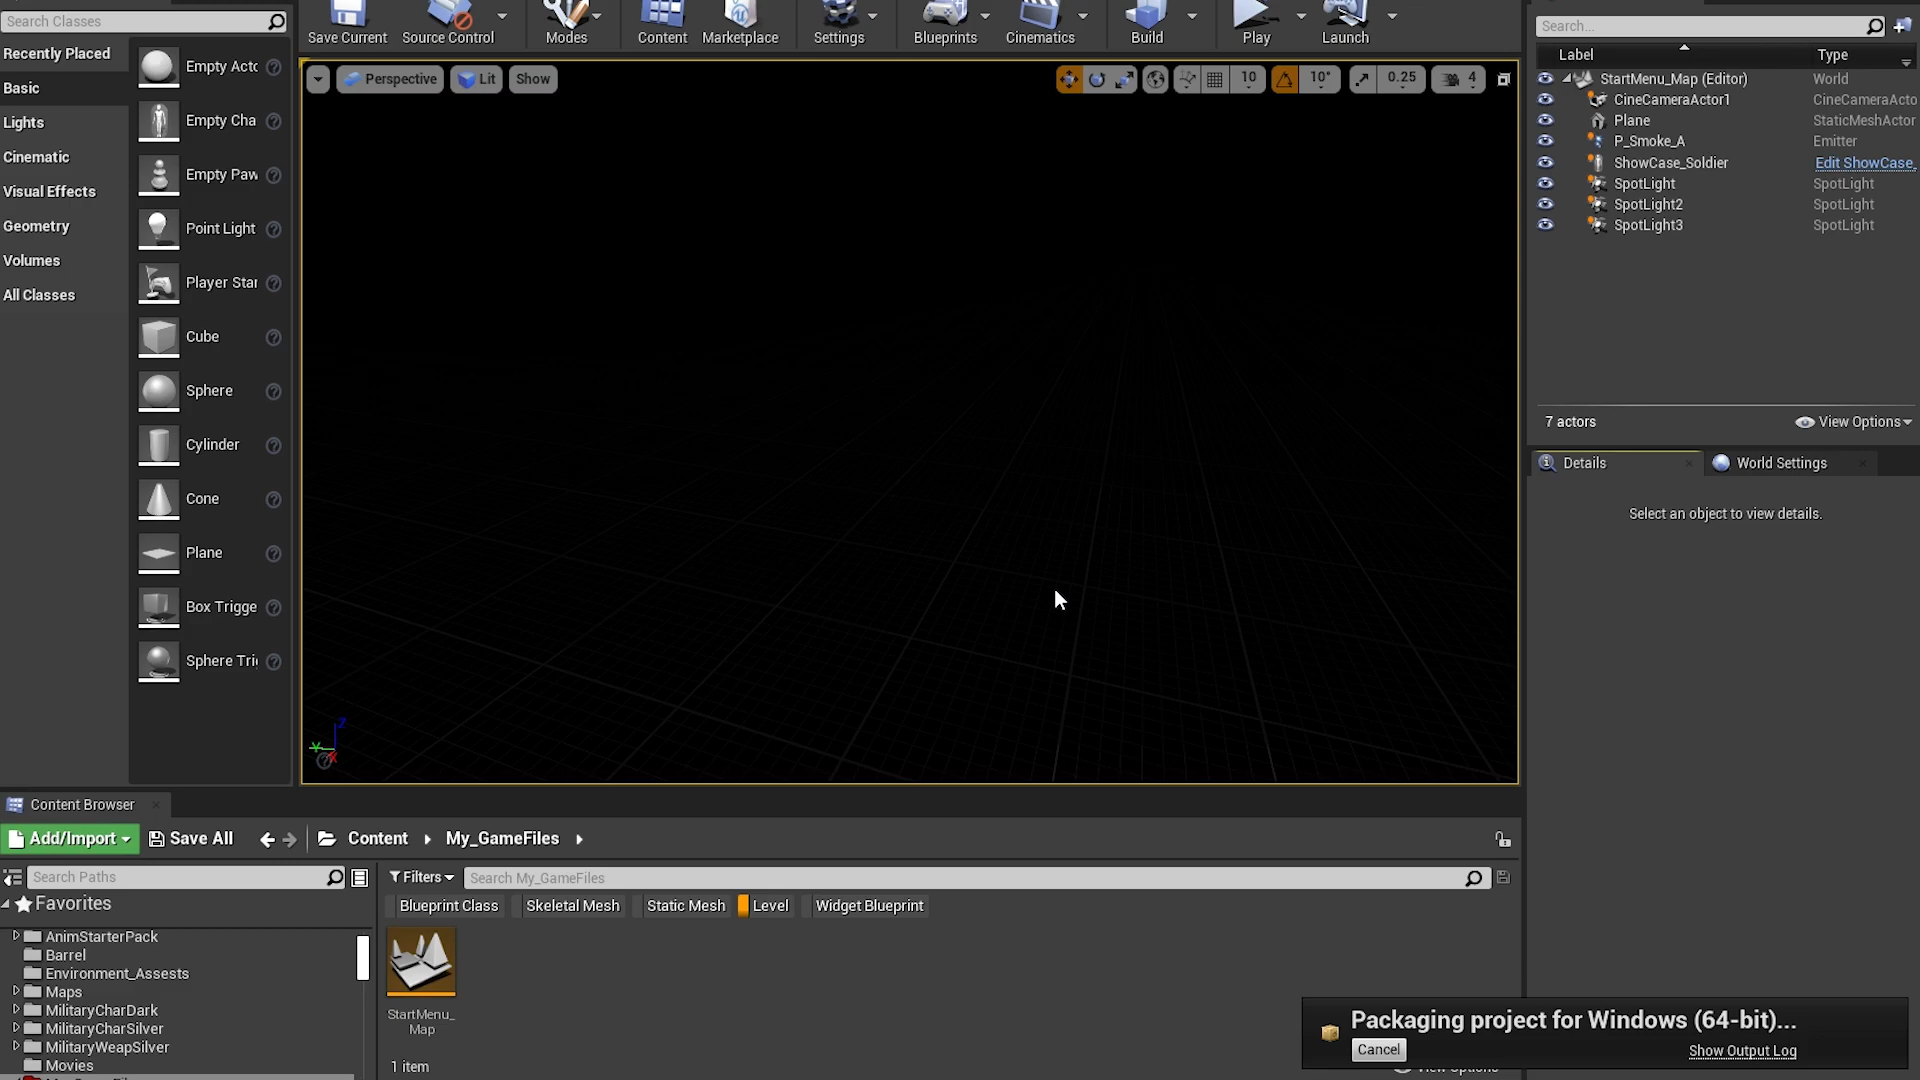 Search Classes
Recently Placed
Basic
Lights
Cinematic
Visual Effects
Geometry
Volumes
All Classes
Empty Actc
Empty Cha
Empty Paw
Point Light
Player Star
Cube
Sphere
Cylinder
Cone
Plane
Box Trigge
Sphere Tri
Save Current
Source Control
Modes
Content
Marketplace
Settings
Blueprints
Cinematics
Build
Play
Launch
Perspective
Lit
Show
10
10°
0.25
4
Z
Y
X
Search...
Label
Type
StartMenu_Map (Editor) World
CineCameraActor1 CineCameraActo
Plane StaticMeshActor
P_Smoke_A Emitter
ShowCase_Soldier Edit ShowCase_
SpotLight SpotLight
SpotLight2 SpotLight
SpotLight3 SpotLight
7 actors
View Options
Details
World Settings
Select an object to view details.
Content Browser
Add/Import
Save All
Content
My_GameFiles
Search Paths
Favorites
AnimStarterPack
Barrel
Environment_Assests
Maps
MilitaryCharDark
MilitaryCharSilver
MilitaryWeapSilver
Movies
Filters
Search My_GameFiles
Blueprint Class
Skeletal Mesh
Static Mesh
Level
Widget Blueprint
StartMenu_
Map
1 item
View Options
Packaging project for Windows (64-bit)...
Cancel
Show Output Log